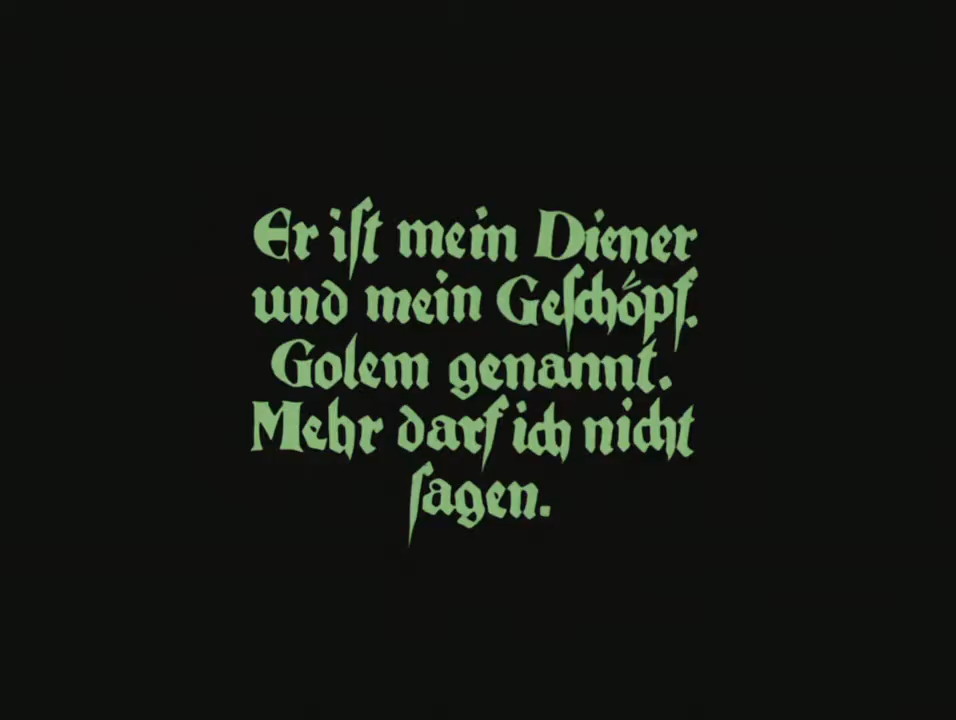 Er ist mein Diener
und mein Geschöpf.
Golem genannt.
Mehr darf ich nicht
sagen.